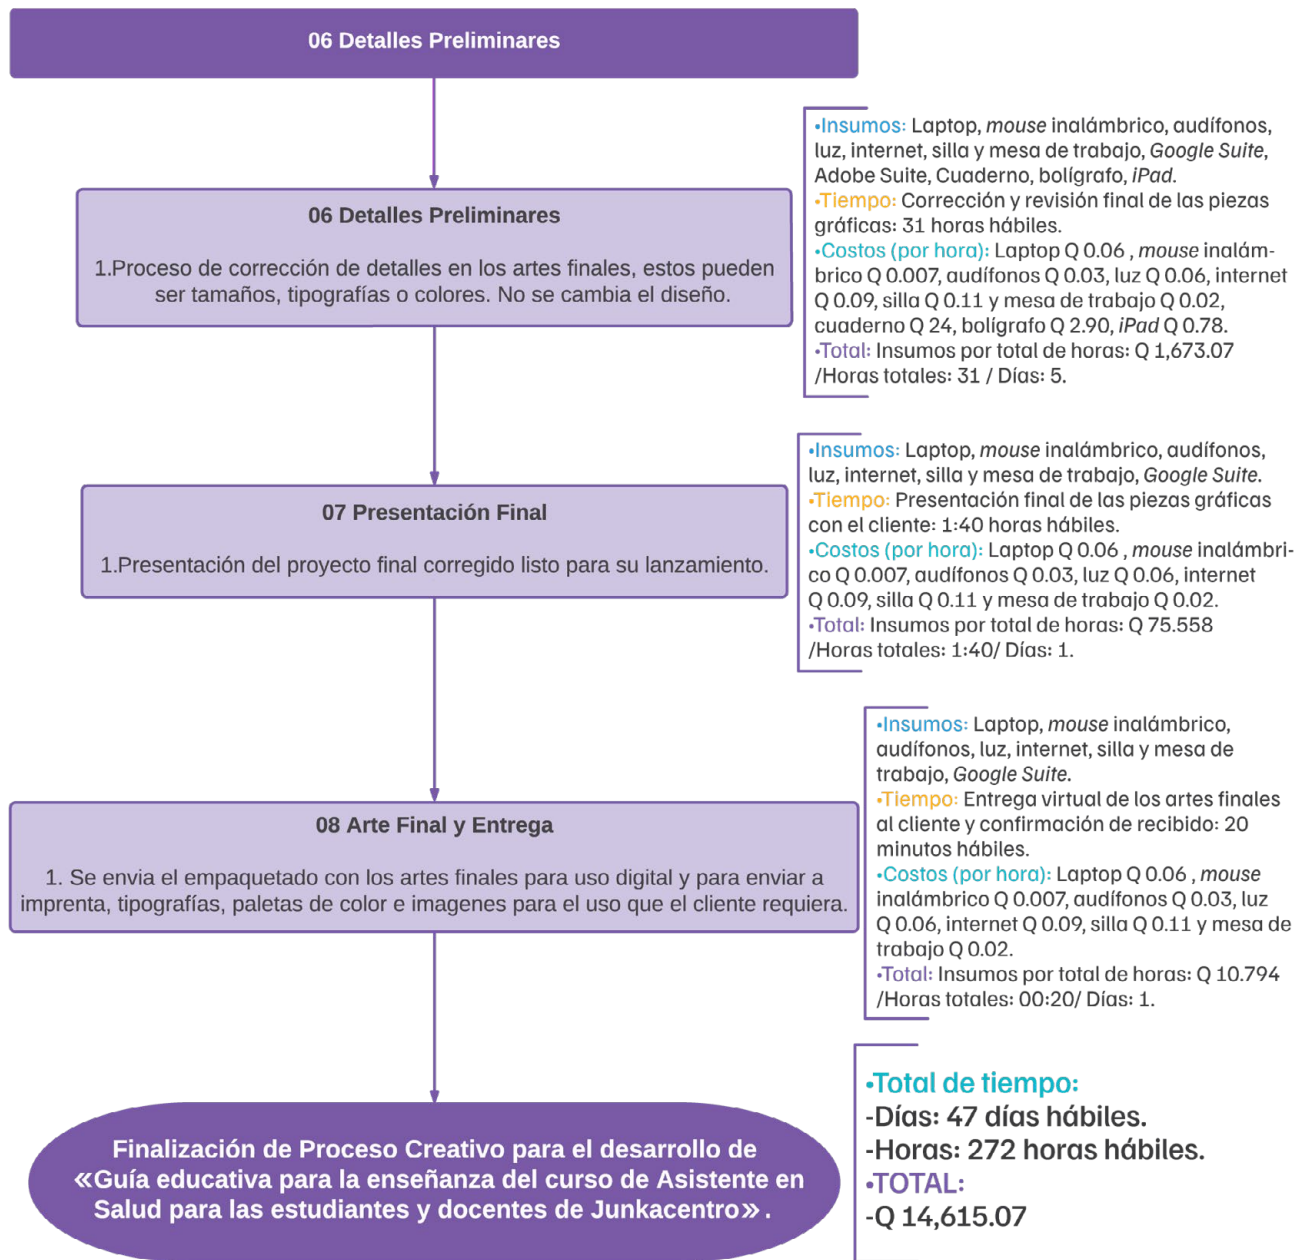 06 Detalles Preliminares
•Insumos: Laptop, mouse inalámbrico, audífonos,
luz, internet, silla y mesa de trabajo, Google Suite,
Adobe Suite, Cuaderno, bolígrafo, iPad.
•Tiempo: Corrección y revisión final de las piezas
gráficas: 31 horas hábiles.
•Costos (por hora): Laptop Q 0.06 , mouse inalám-
brico Q 0.007, audífonos Q 0.03, luz Q 0.06, internet
Q 0.09, silla Q 0.11 y mesa de trabajo Q 0.02,
cuaderno Q 24, bolígrafo Q 2.90, iPad Q 0.78.
•Total: Insumos por total de horas: Q 1,673.07
/Horas totales: 31 / Días: 5.
06 Detalles Preliminares
1.Proceso de corrección de detalles en los artes finales, estos pueden
ser tamaños, tipografías o colores. No se cambia el diseño.
•Insumos: Laptop, mouse inalámbrico, audífonos,
luz, internet, silla y mesa de trabajo, Google Suite.
•Tiempo: Presentación final de las piezas gráficas
con el cliente: 1:40 horas hábiles.
•Costos (por hora): Laptop Q 0.06 , mouse inalámbri-
co Q 0.007, audífonos Q 0.03, luz Q 0.06, internet
Q 0.09, silla Q 0.11 y mesa de trabajo Q 0.02.
•Total: Insumos por total de horas: Q 75.558
/Horas totales: 1:40/ Días: 1.
07 Presentación Final
1.Presentación del proyecto final corregido listo para su lanzamiento.
•Insumos: Laptop, mouse inalámbrico,
audífonos, luz, internet, silla y mesa de
trabajo, Google Suite.
•Tiempo: Entrega virtual de los artes finales
al cliente y confirmación de recibido: 20
minutos hábiles.
•Costos (por hora): Laptop Q 0.06 , mouse
inalámbrico Q 0.007, audífonos Q 0.03, luz
Q 0.06, internet Q 0.09, silla Q 0.11 y mesa de
trabajo Q 0.02.
•Total: Insumos por total de horas: Q 10.794
/Horas totales: 00:20/ Días: 1.
08 Arte Final y Entrega
1. Se envia el empaquetado con los artes finales para uso digital y para enviar a
imprenta, tipografías, paletas de color e imagenes para el uso que el cliente requiera.
Finalización de Proceso Creativo para el desarrollo de
«Guía educativa para la enseñanza del curso de Asistente en
Salud para las estudiantes y docentes de Junkacentro».
•Total de tiempo:
-Días: 47 días hábiles.
-Horas: 272 horas hábiles.
•TOTAL:
-Q 14,615.07